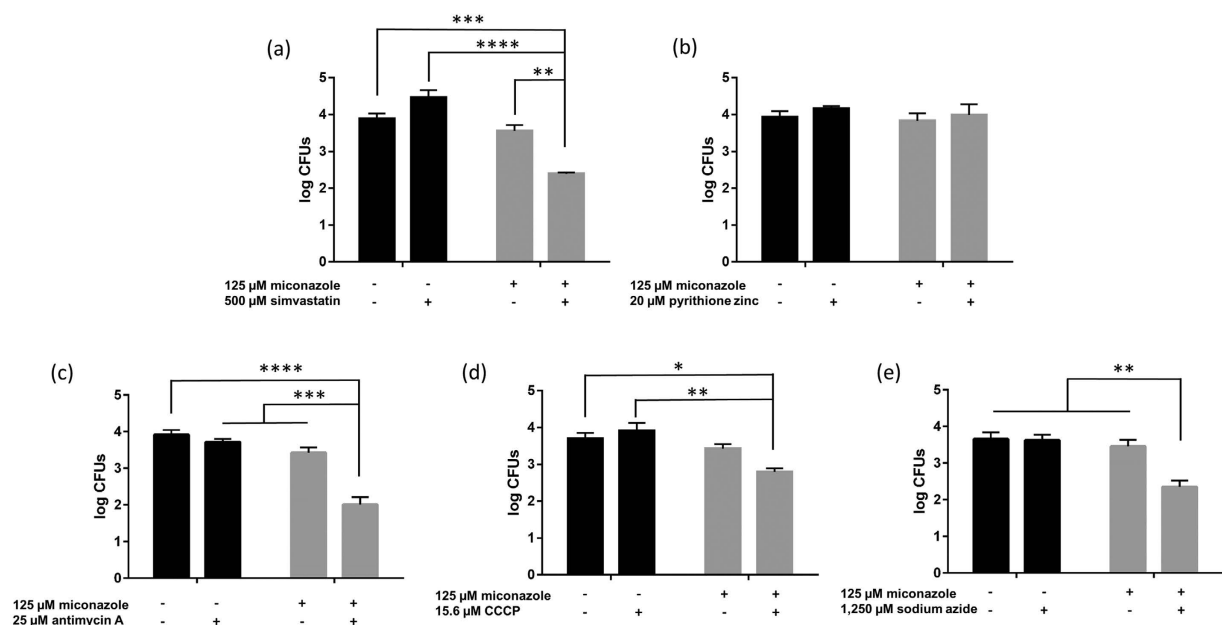 (a)
***
****
**
log CFUs
5
4
3
2
1
0
125 µM miconazole - - + +
500 µM simvastatin - + - +
(b)
log CFUs
5
4
3
2
1
0
125 µM miconazole - - + +
20 µM pyrithione zinc - + - +
(c)
****
***
log CFUs
5
4
3
2
1
0
125 µM miconazole - - + +
25 µM antimycin A - + - +
(d)
*
**
log CFUs
5
4
3
2
1
0
125 µM miconazole - - + +
15.6 µM CCCP - + - +
(e)
**
log CFUs
5
4
3
2
1
0
125 µM miconazole - - + +
1,250 µM sodium azide - + - +